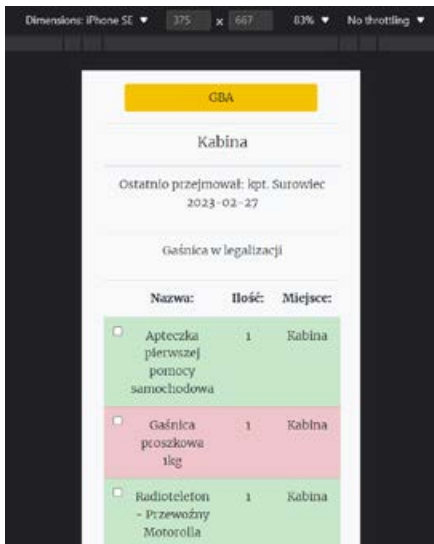 Dimensions: iPhone SE ▼ 375 x 667 83% ▼ No throttling ▼
GBA
Kabina
Ostatnio przejmował: kpt. Surowiec
2023-02-27
Gaśnica w legalizacji
Nazwa: Ilość: Miejsce:
Apteczka 1 Kabina
pierwszej
pomocy
samochodowa
Gaśnica 1 Kabina
proszkowa
1kg
Radiotelefon 1 Kabina
- Przewoźny
Motorolla